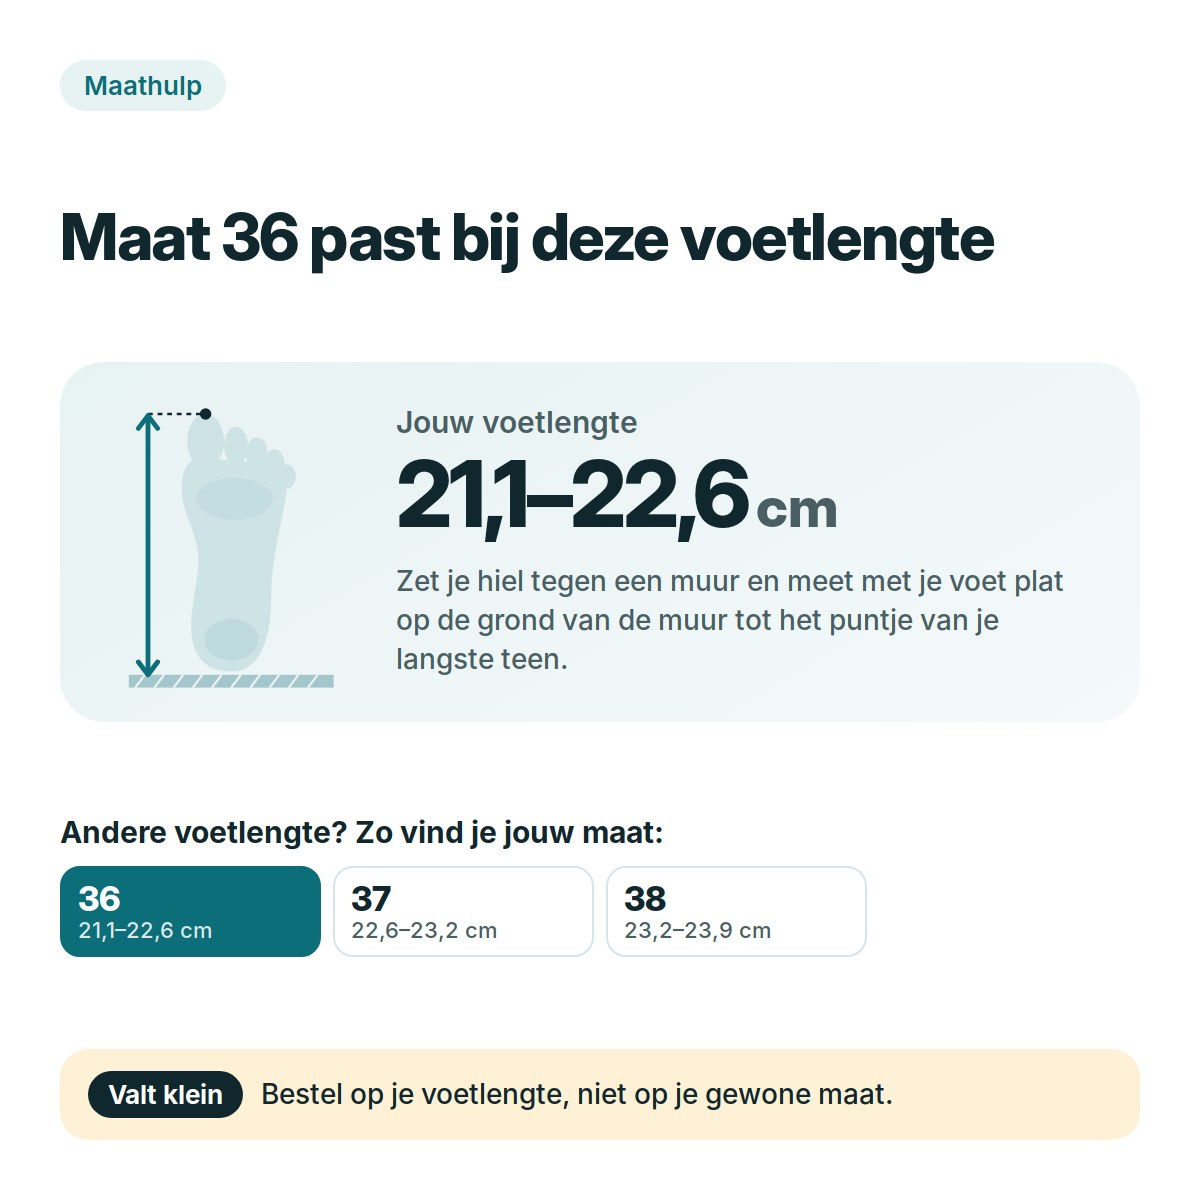 Maathulp
Maat 36 past bij deze voetlengte
Jouw voetlengte
21,1–22,6 cm
Zet je hiel tegen een muur en meet met je voet plat
op de grond van de muur tot het puntje van je
langste teen.
Andere voetlengte? Zo vind je jouw maat:
36
21,1–22,6 cm
37
22,6–23,2 cm
38
23,2–23,9 cm
Valt klein Bestel op je voetlengte, niet op je gewone maat.